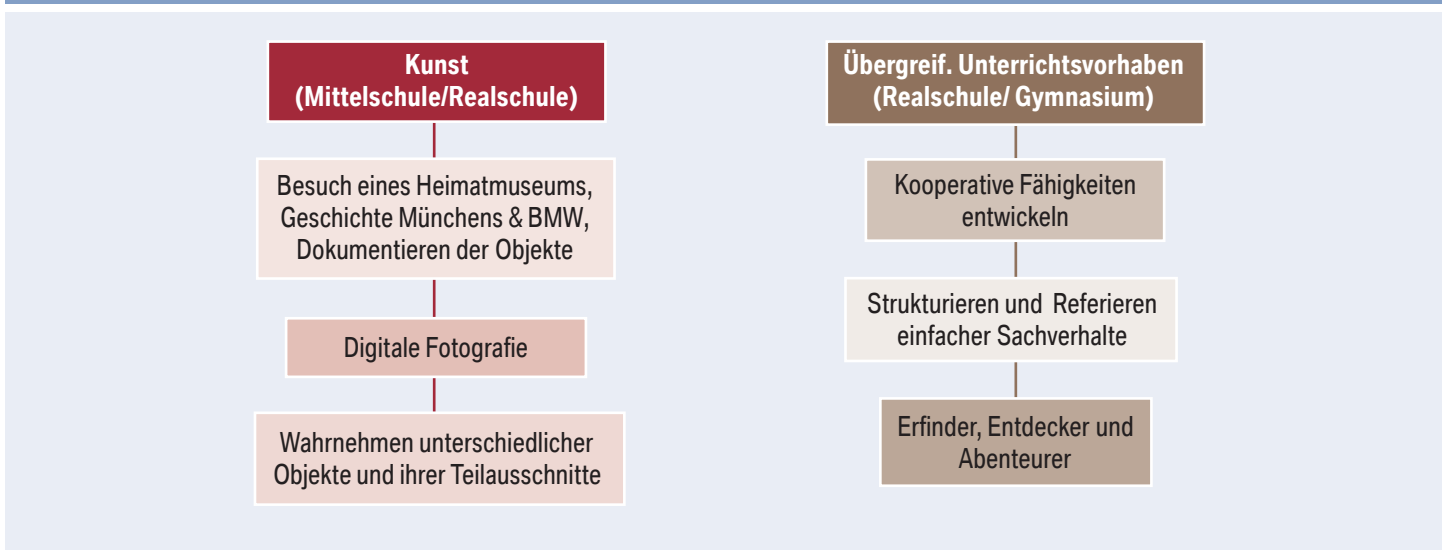 Kunst
(Mittelschule/Realschule)
Besuch eines Heimatmuseums,
Geschichte Münchens & BMW,
Dokumentieren der Objekte
Digitale Fotografie
Wahrnehmen unterschiedlicher
Objekte und ihrer Teilausschnitte
Übergreif. Unterrichtsvorhaben
(Realschule/ Gymnasium)
Kooperative Fähigkeiten
entwickeln
Strukturieren und Referieren
einfacher Sachverhalte
Erfinder, Entdecker und
Abenteurer